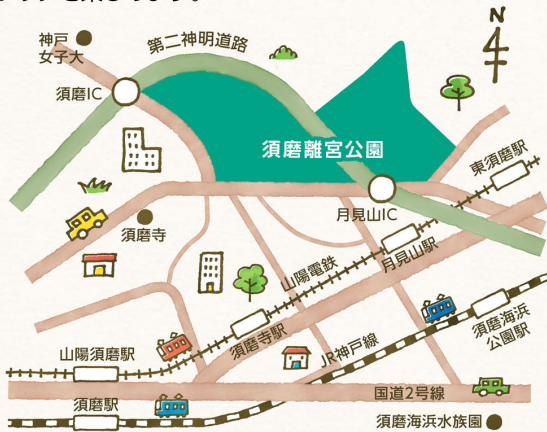 神戸
女子大
第二神明道路
N
須磨IC
須磨離宮公園
東須磨駅
月見山IC
須磨寺
月見山駅
山陽電鉄
須磨寺駅
須磨海浜
公園駅
山陽須磨駅
JR神戸線
国道2号線
須磨駅
須磨海浜水族園